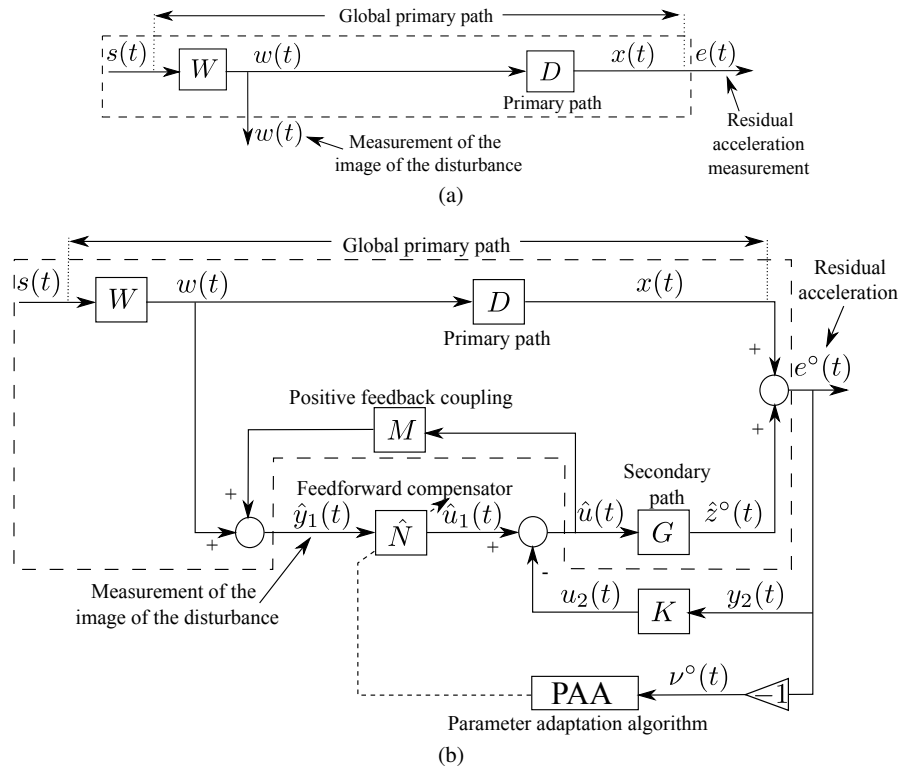 Global primary path
s(t)
W
w(t)
D
x(t)
e(t)
Primary path
w(t)
Measurement of the
image of the disturbance
Residual
acceleration
measurement
(a)
Global primary path
s(t)
W
w(t)
D
x(t)
Primary path
Residual
acceleration
+
e°(t)
Positive feedback coupling
M
+
+
Feedforward compensator
Secondary
path
ŷ₁(t)
N̂
û₁(t)
û(t)
G
ẑ°(t)
+
+
-
Measurement of the
image of the disturbance
u₂(t)
K
y₂(t)
PAA
ν°(t)
−1
Parameter adaptation algorithm
(b)